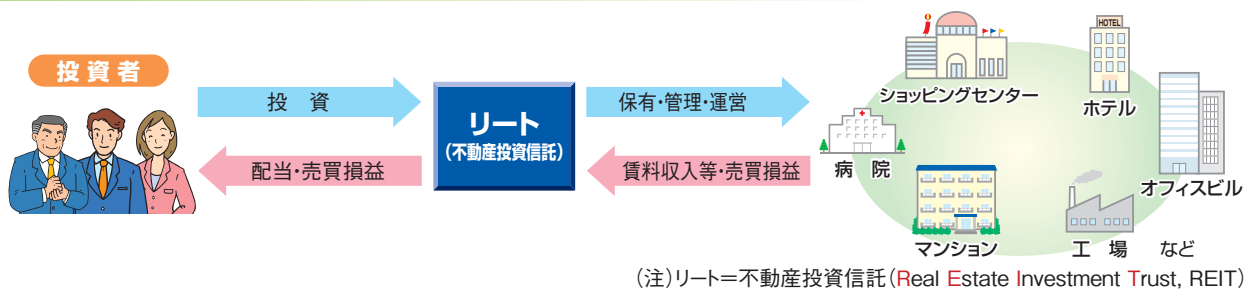 投資者
投 資
配当・売買損益
リート
(不動産投資信託)
保有・管理・運営
賃料収入等・売買損益
ショッピングセンター
HOTEL
ホテル
病 院
オフィスビル
マンション
工 場 など
(注)リート=不動産投資信託(Real Estate Investment Trust, REIT)